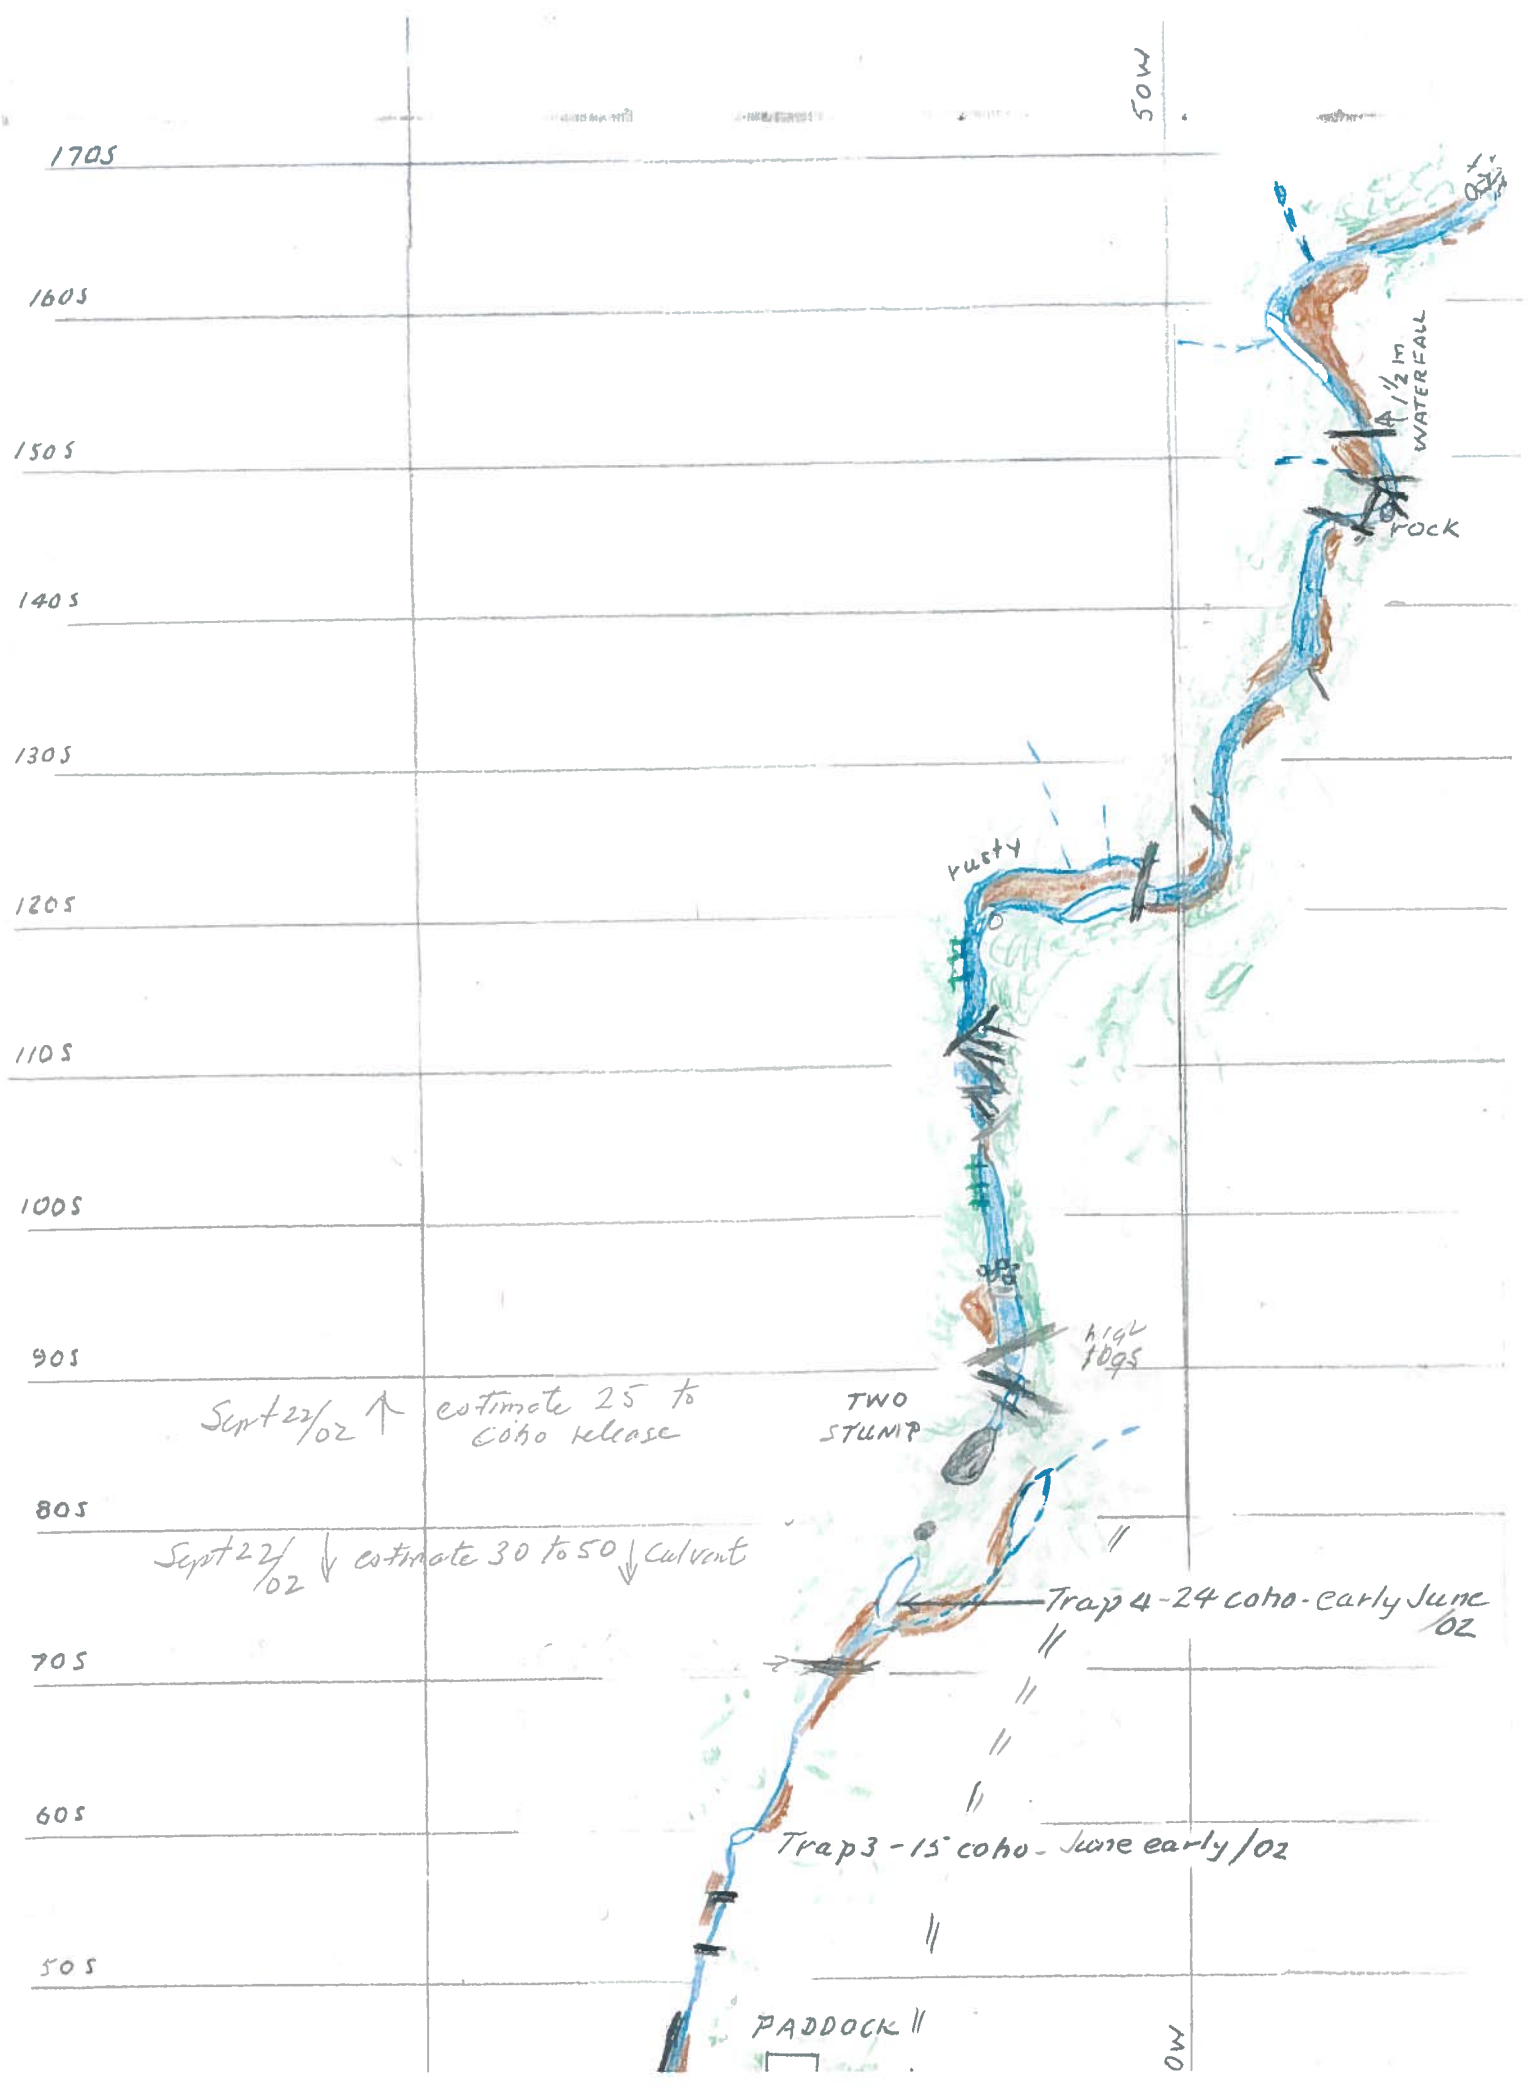 50W
170S
160S
1 1/2 m
WATERFALL
150S
rock
140S
130S
rusty
120S
110S
100S
high
logs
90S
Sept 22/02 ↑ estimate 25 to
coho release
TWO
STUMP
80S
Sept 22/02 ↓ estimate 30 to 50 ↓ Culvert
Trap 4 - 24 coho - early June
/02
70S
60S
Trap 3 - 15 coho - June early /02
50S
PADDOCK
0W